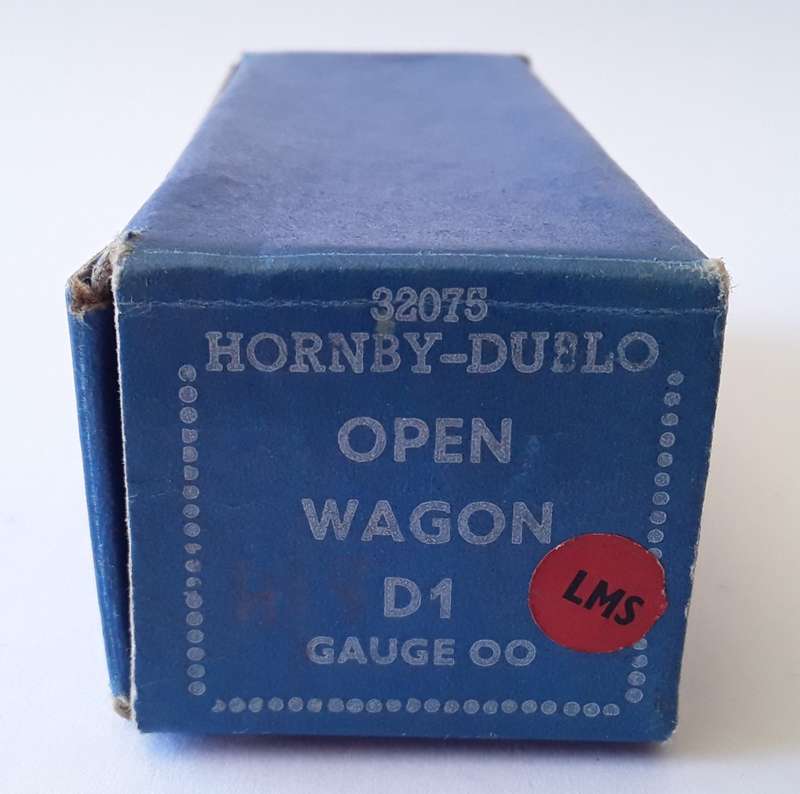 32075
HORNBY-DUBLO
OPEN
WAGON
D1
GAUGE OO
LMS